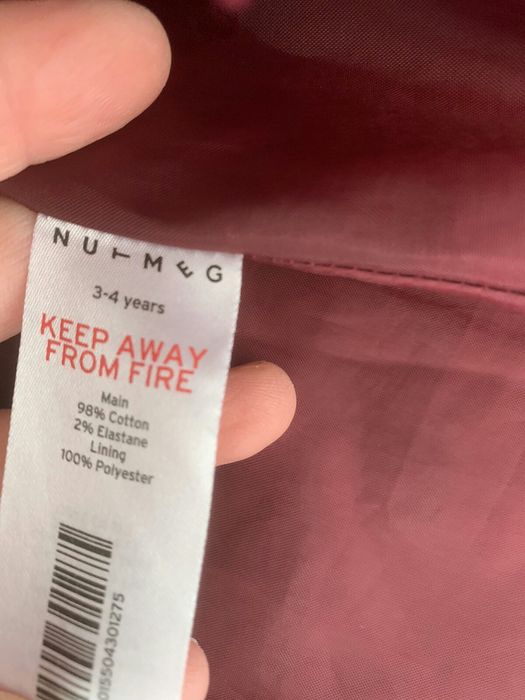 NUTMEG
3-4 years
KEEP AWAY
FROM FIRE
Main
98% Cotton
2% Elastane
Lining
100% Polyester
015504301275